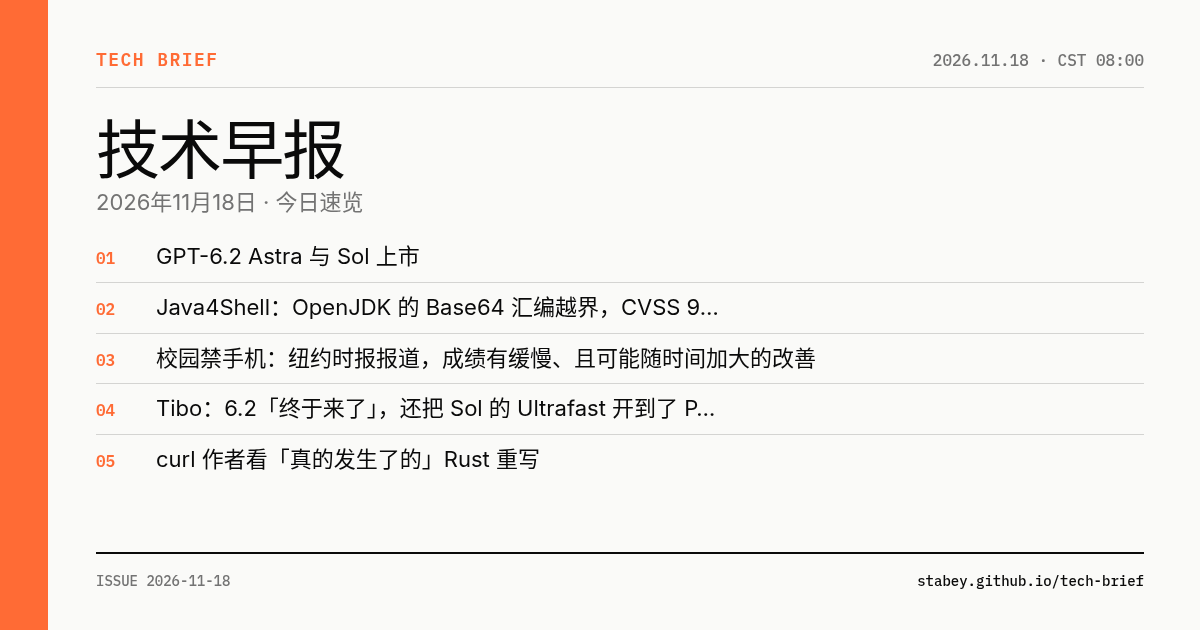 TECH BRIEF
2026.11.18 · CST 08:00
技术早报
2026年11月18日 · 今日速览
01 GPT-6.2 Astra 与 Sol 上市
02 Java4Shell：OpenJDK 的 Base64 汇编越界，CVSS 9…
03 校园禁手机：纽约时报报道，成绩有缓慢、且可能随时间加大的改善
04 Tibo：6.2「终于来了」，还把 Sol 的 Ultrafast 开到了 P…
05 curl 作者看「真的发生了的」Rust 重写
ISSUE 2026-11-18
stabey.github.io/tech-brief